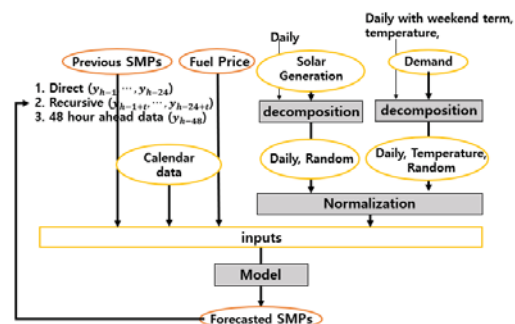 Daily with weekend term,
temperature,
Daily
Previous SMPs
Fuel Price
Solar
Generation
Demand
1. Direct (𝑦ₕ₋₁ ⋯, 𝑦ₕ₋₂₄)
2. Recursive (𝑦ₕ₋₁₊ₜ, ⋯, 𝑦ₕ₋₂₄₊ₜ)
3. 48 hour ahead data (𝑦ₕ₋₄₈)
decomposition
decomposition
Calendar
data
Daily, Random
Daily, Temperature,
Random
Normalization
inputs
Model
Forecasted SMPs